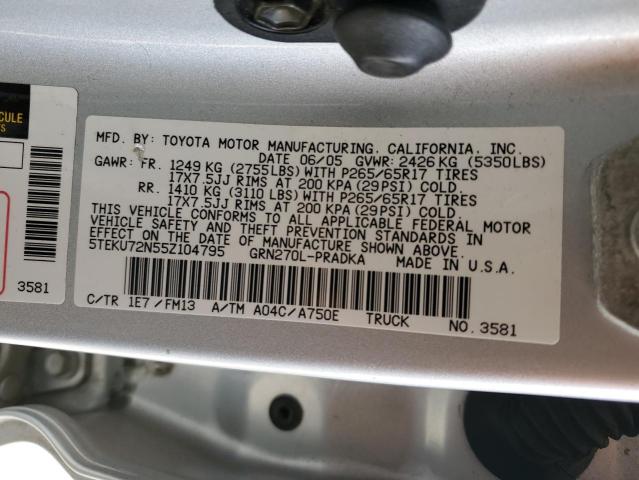 CULE
TS
3581
MFD. BY: TOYOTA MOTOR MANUFACTURING. CALIFORNIA. INC.
DATE 06/05 GVWR: 2426 KG (5350LBS)
GAWR: FR. 1249 KG (2755LBS) WITH P265/65R17 TIRES
17X7.5JJ RIMS AT 200 KPA (29PSI) COLD.
RR. 1410 KG (3110 LBS) WITH P265/65R17
17X7.5JJ RIMS AT 200 KPA (29 PSI) COLD.
THIS VEHICLE CONFORMS TO ALL APPLICABLE FEDERAL MOTOR
VEHICLE SAFETY AND THEFT PREVENTION STANDARDS IN
EFFECT ON THE DATE OF MANUFACTURE SHOWN ABOVE.
5TEKU72N55Z104795 GRN270L-PRADKA MADE IN U.S.A.
C/TR 1E7 /FM13 A/TM A04C/A750E TRUCK NO. 3581